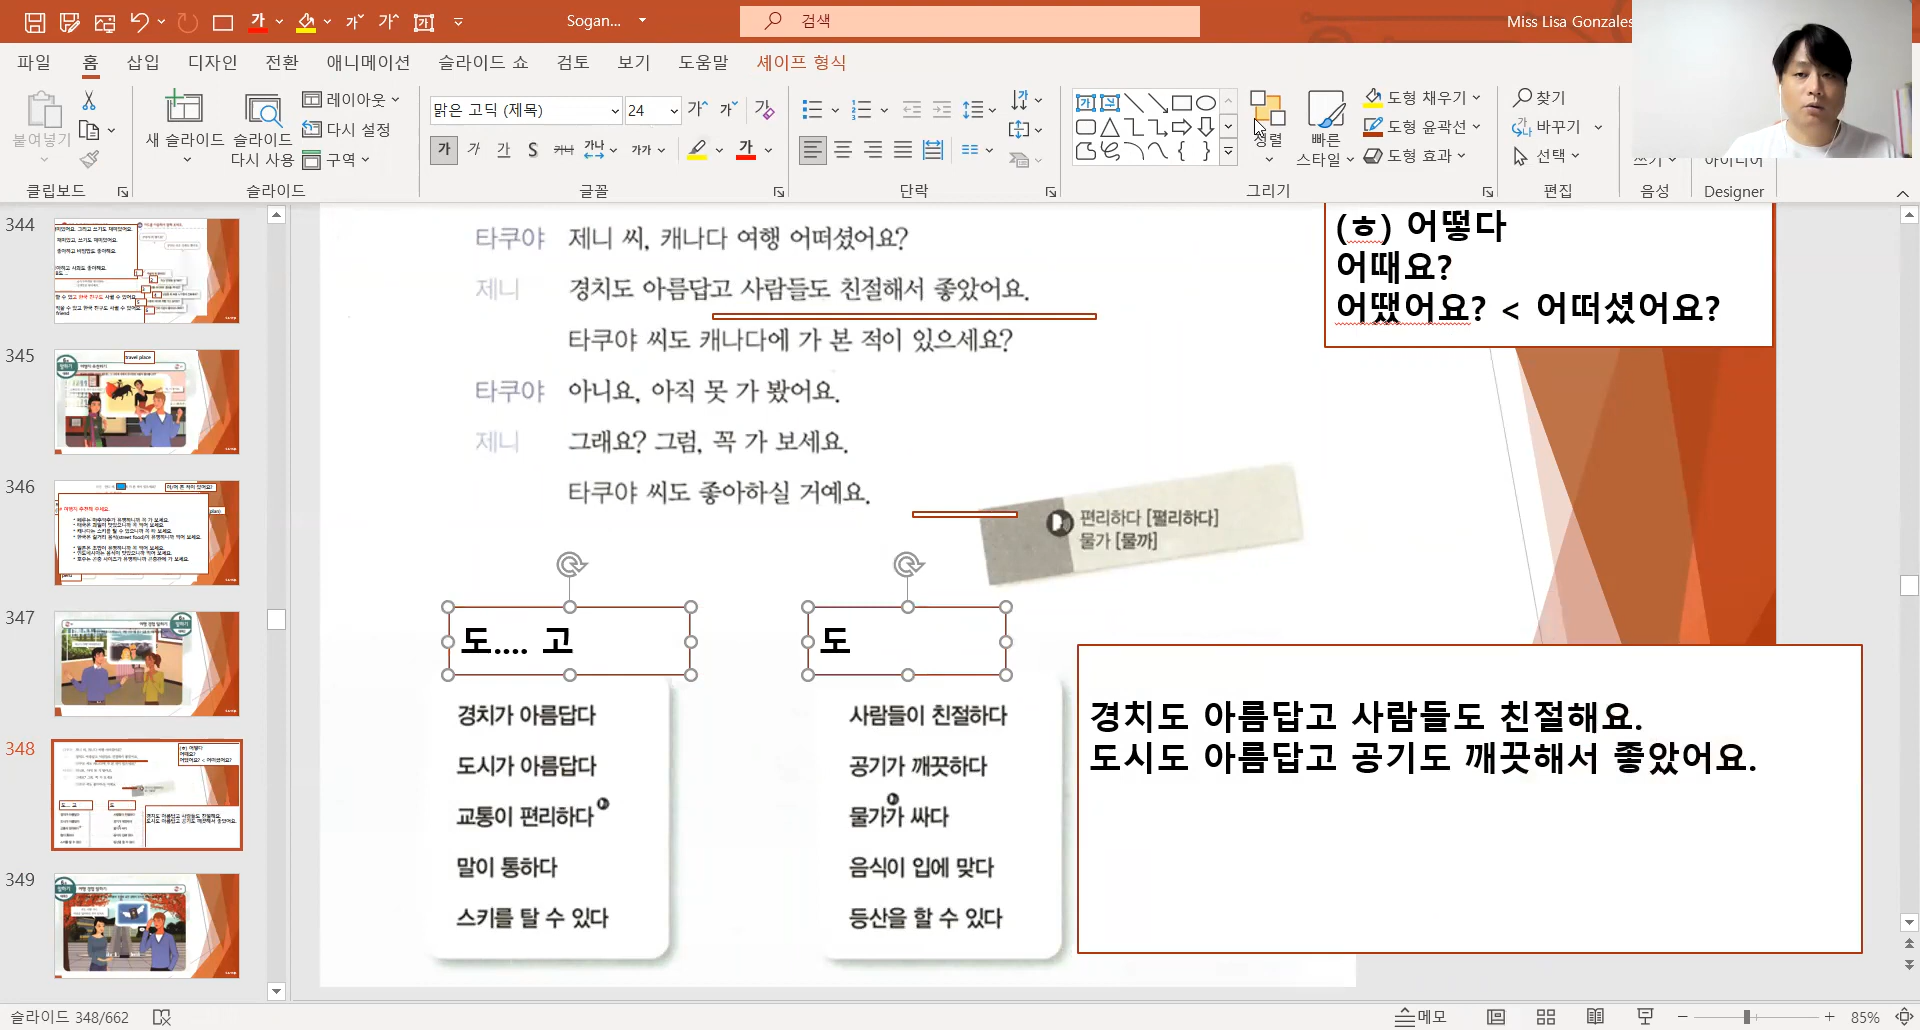 Sogan...
검색
Miss Lisa Gonzales
파일 홈 삽입 디자인 전환 애니메이션 슬라이드 쇼 검토 보기 도움말 셰이프 형식
붙여넣기
새 슬라이드
슬라이드 다시 사용
레이아웃
다시 설정
구역
맑은 고딕 (제목) 24
정렬
빠른 스타일
도형 채우기
도형 윤곽선
도형 효과
찾기
바꾸기
선택
클립보드 슬라이드 글꼴 단락 그리기 편집 음성 Designer
344
345
travel place
346
347
348
349
타쿠야 제니 씨, 캐나다 여행 어떠셨어요?
제니 경치도 아름답고 사람들도 친절해서 좋았어요.
타쿠야 씨도 캐나다에 가 본 적이 있으세요?
타쿠야 아니요, 아직 못 가 봤어요.
제니 그래요? 그럼, 꼭 가 보세요.
타쿠야 씨도 좋아하실 거예요.
편리하다 [펼리하다]
물가 [물까]
(ㅎ) 어떻다
어때요?
어땠어요? < 어떠셨어요?
도.... 고
경치가 아름답다
도시가 아름답다
교통이 편리하다
말이 통하다
스키를 탈 수 있다
도
사람들이 친절하다
공기가 깨끗하다
물가가 싸다
음식이 입에 맞다
등산을 할 수 있다
경치도 아름답고 사람들도 친절해요.
도시도 아름답고 공기도 깨끗해서 좋았어요.
슬라이드 348/662
메모
85%